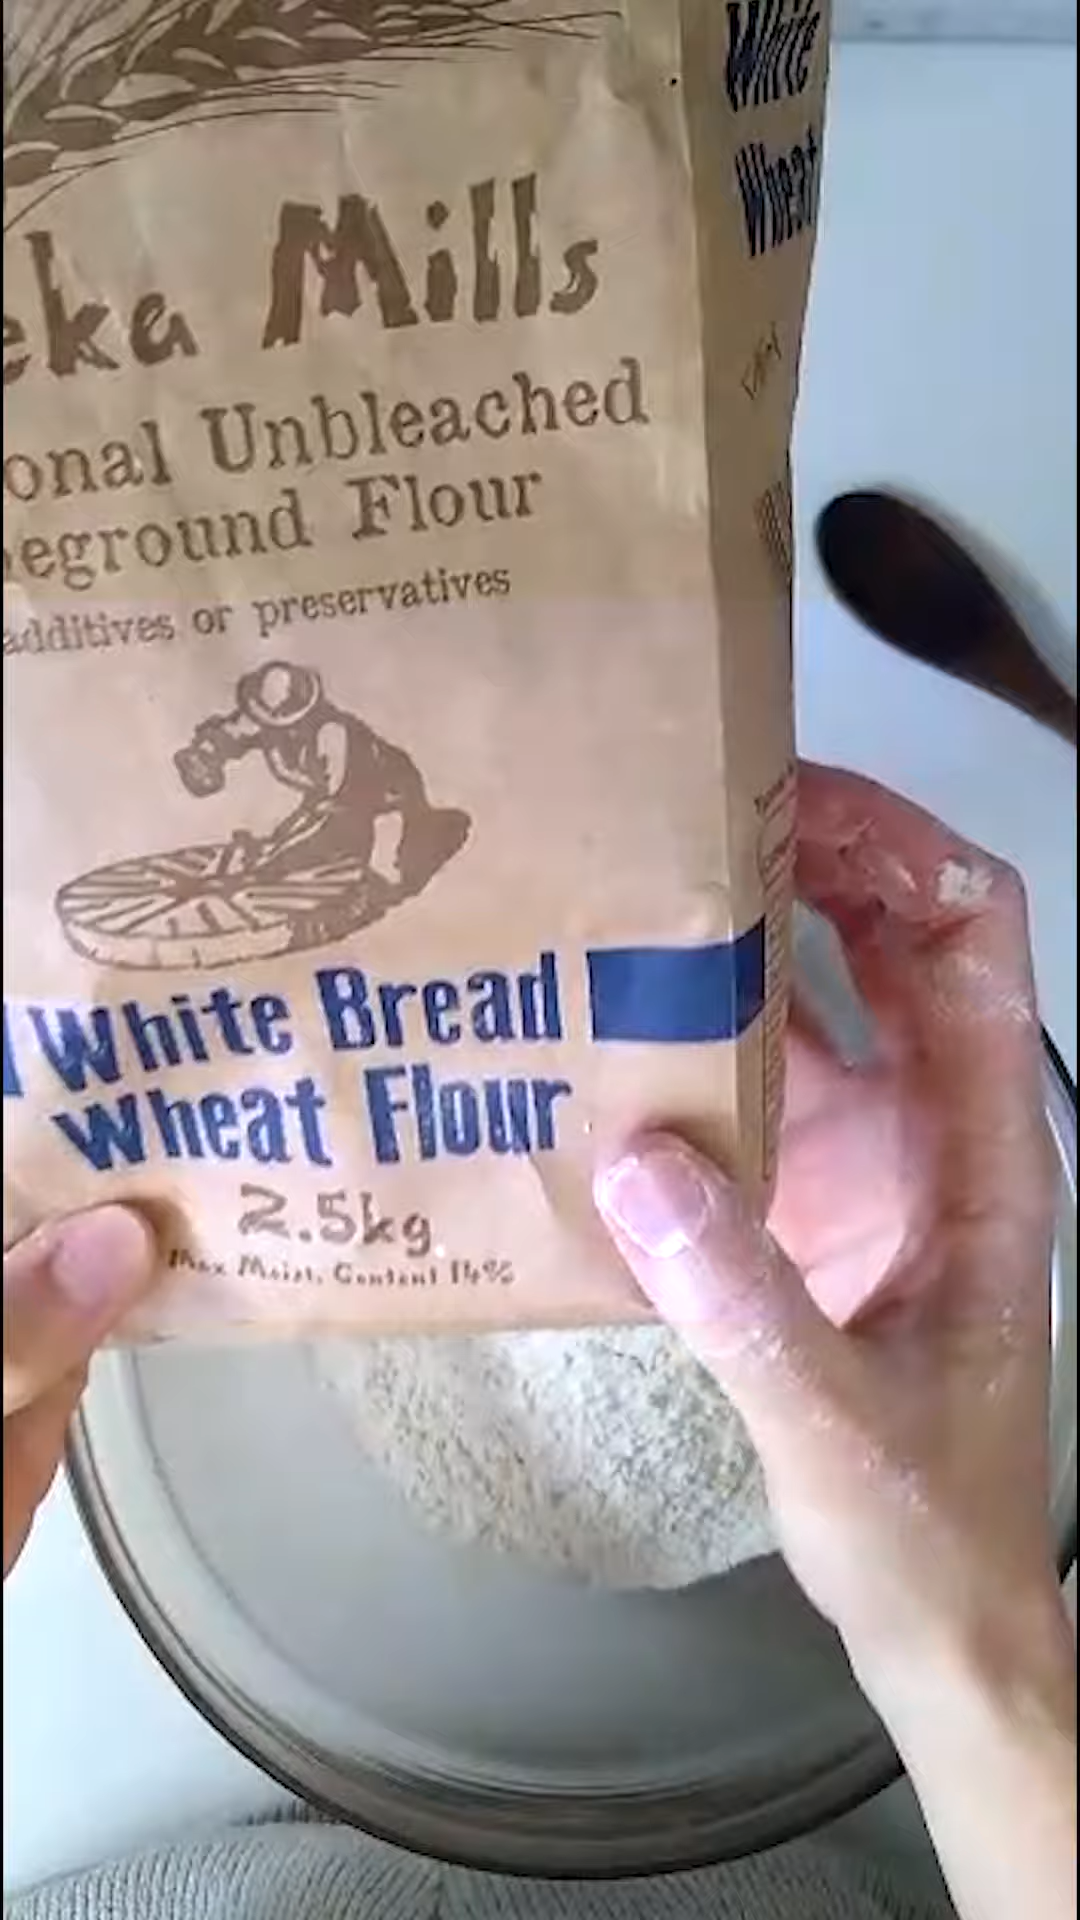 eka Mills
onal Unbleached
eground Flour
additives or preservatives
White Bread
Wheat Flour
2.5kg
Max Moist. Content 14%
White
Wheat